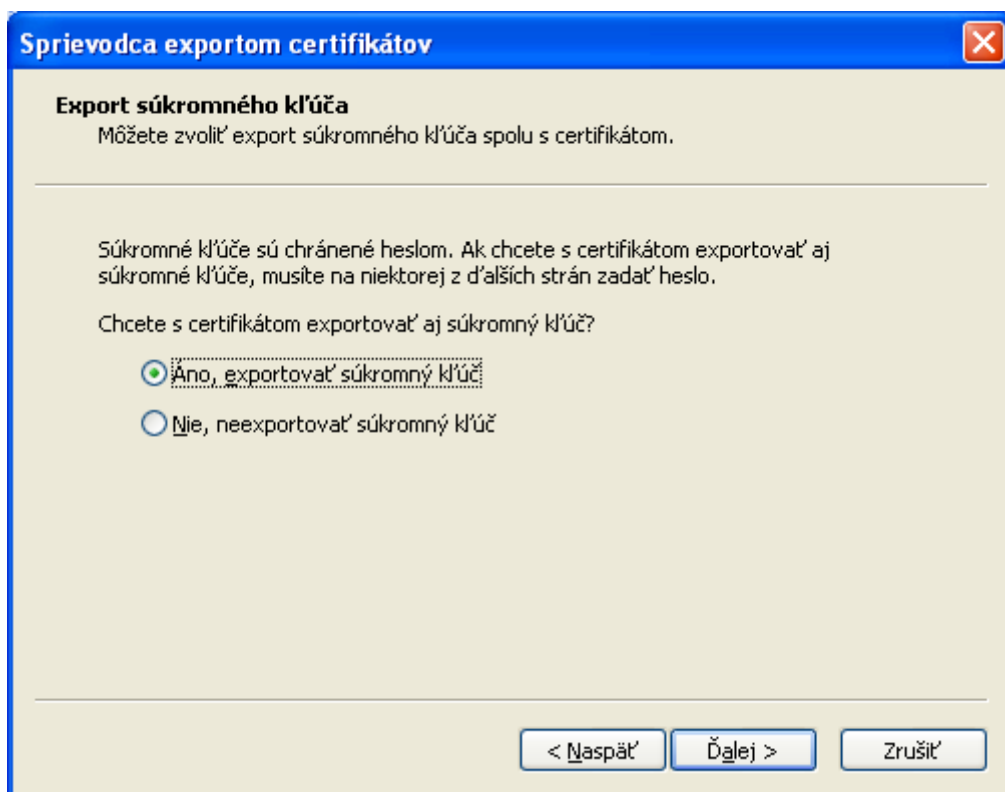 Sprievodca exportom certifikátov
Export súkromného kľúča
Môžete zvoliť export súkromného kľúča spolu s certifikátom.
Súkromné kľúče sú chránené heslom. Ak chcete s certifikátom exportovať aj
súkromné kľúče, musíte na niektorej z ďalších strán zadať heslo.
Chcete s certifikátom exportovať aj súkromný kľúč?
Áno, exportovať súkromný kľúč
Nie, neexportovať súkromný kľúč
< Naspäť Ďalej > Zrušiť